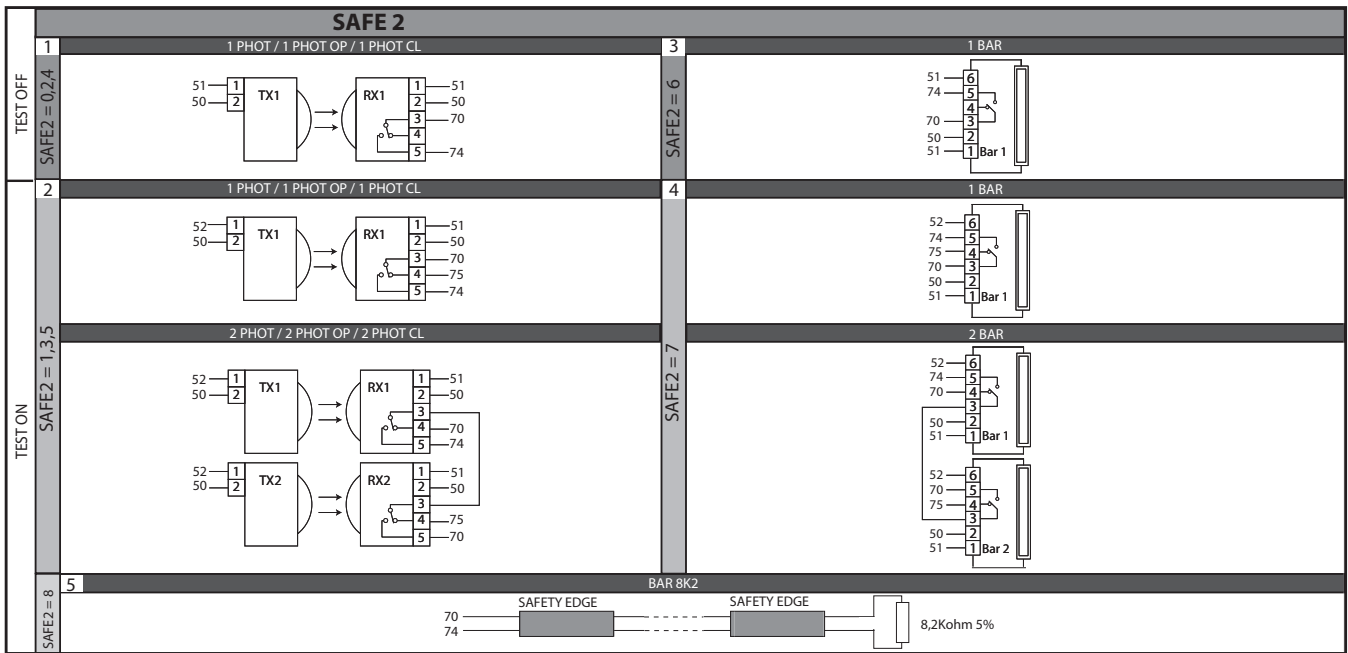 SAFE 2
TEST OFF
SAFE2 = 0,2,4
1
1 PHOT / 1 PHOT OP / 1 PHOT CL
51 1
50 2
TX1
RX1
1 51
2 50
3 70
4
5 74
SAFE2 = 6
3
1 BAR
51 6
74 5
4
70 3
50 2
51 1 Bar 1
TEST ON
SAFE2 = 1,3,5
2
1 PHOT / 1 PHOT OP / 1 PHOT CL
52 1
50 2
TX1
RX1
1 51
2 50
3 70
4 75
5 74
2 PHOT / 2 PHOT OP / 2 PHOT CL
52 1
50 2
TX1
RX1
1 51
2 50
3
4 70
5 74
52 1
50 2
TX2
RX2
1 51
2 50
3
4 75
5 70
SAFE2 = 7
4
1 BAR
52 6
74 5
75 4
70 3
50 2
51 1 Bar 1
2 BAR
52 6
74 5
70 4
3
50 2
51 1 Bar 1
52 6
70 5
75 4
3
50 2
51 1 Bar 2
SAFE2 = 8
5
BAR 8K2
70
74
SAFETY EDGE
SAFETY EDGE
8,2Kohm 5%